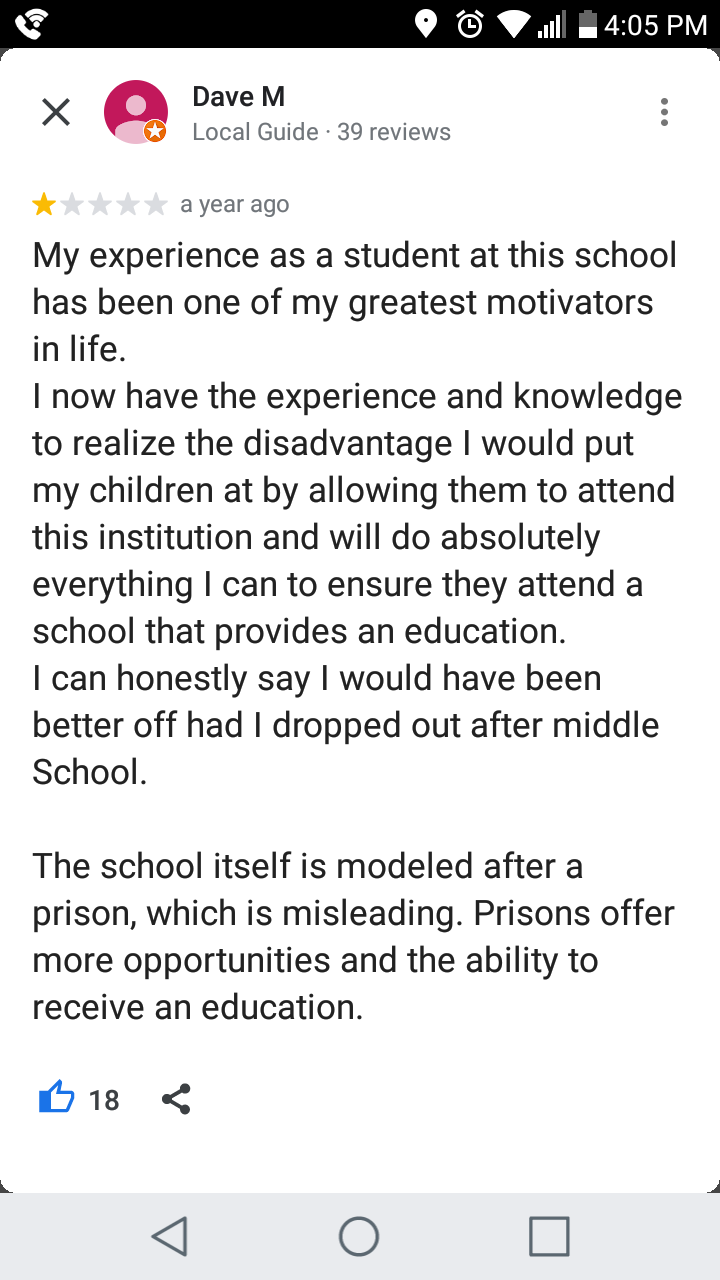 4:05 PM
Dave M
Local Guide · 39 reviews
a year ago
My experience as a student at this school
has been one of my greatest motivators
in life.
I now have the experience and knowledge
to realize the disadvantage I would put
my children at by allowing them to attend
this institution and will do absolutely
everything I can to ensure they attend a
school that provides an education.
I can honestly say I would have been
better off had I dropped out after middle
School.
The school itself is modeled after a
prison, which is misleading. Prisons offer
more opportunities and the ability to
receive an education.
18